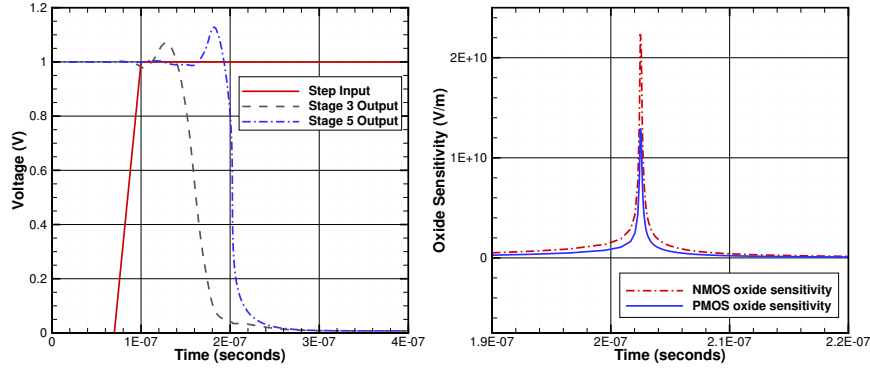 1.2
1
0.8
0.6
0.4
0.2
0
Voltage (V)
Step Input
Stage 3 Output
Stage 5 Output
0
1E-07
2E-07
3E-07
4E-07
Time (seconds)
2E+10
1E+10
0
Oxide Sensitivity (V/m)
NMOS oxide sensitivity
PMOS oxide sensitivity
1.9E-07
2E-07
2.1E-07
2.2E-07
Time (seconds)